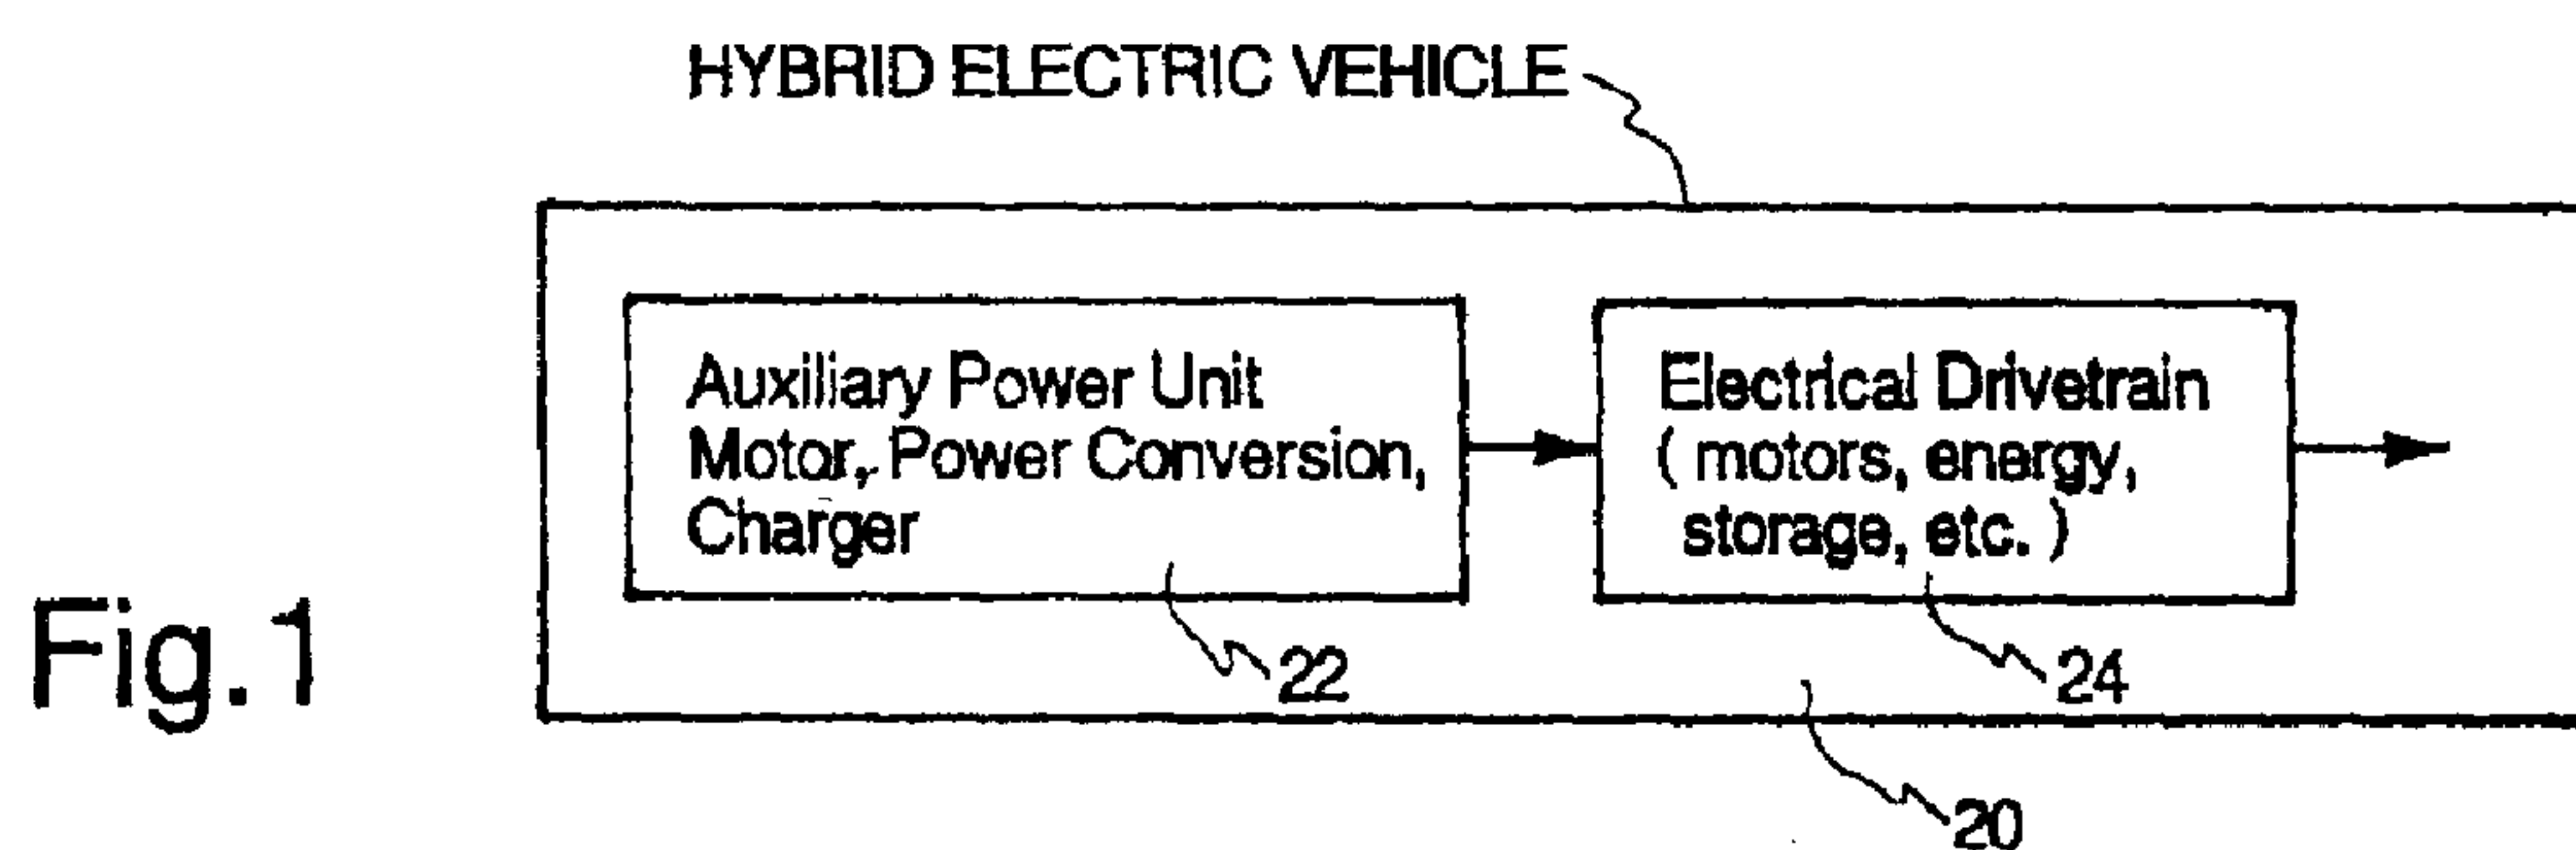 HYBRID ELECTRIC VEHICLE
Auxiliary Power Unit
Motor, Power Conversion,
Charger
Electrical Drivetrain
( motors, energy,
storage, etc. )
22
24
20
Fig.1